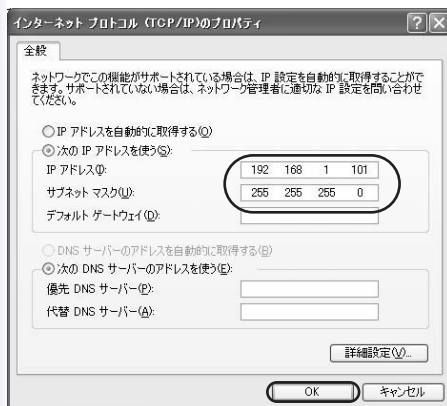 インターネット プロトコル (TCP/IP)のプロパティ
全般
ネットワークでこの機能がサポートされている場合は、IP 設定を自動的に取得することがで
きます。サポートされていない場合は、ネットワーク管理者に適切な IP 設定を問い合わせ
てください。
IP アドレスを自動的に取得する(O)
次の IP アドレスを使う(S):
IP アドレス(I): 192 168 1 101
サブネット マスク(U): 255 255 255 0
デフォルト ゲートウェイ(D):
DNS サーバーのアドレスを自動的に取得する(B)
次の DNS サーバーのアドレスを使う(E):
優先 DNS サーバー(P):
代替 DNS サーバー(A):
詳細設定(V)...
OK キャンセル